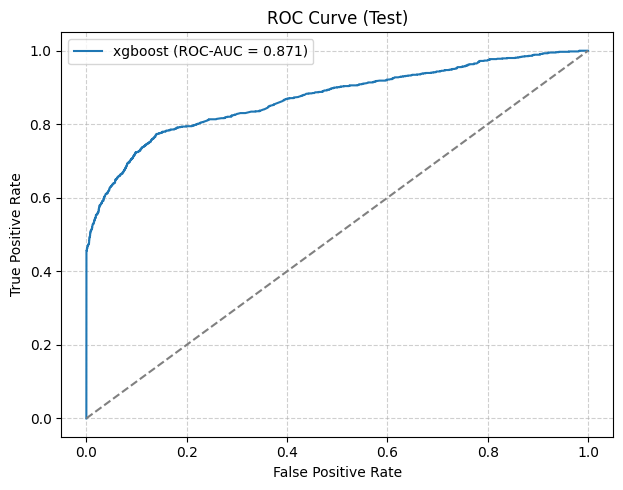 ROC Curve (Test)
xgboost (ROC-AUC = 0.871)
True Positive Rate
1.0
0.8
0.6
0.4
0.2
0.0
0.0 0.2 0.4 0.6 0.8 1.0
False Positive Rate